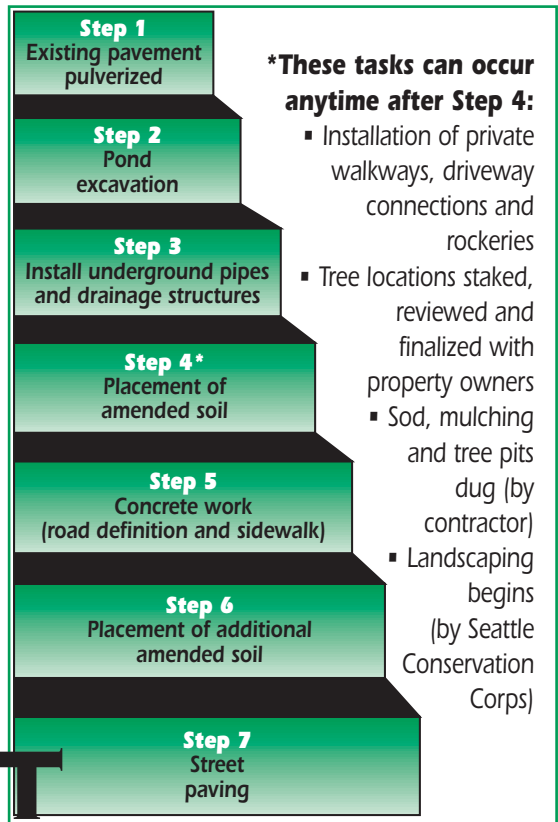 Step 1
Existing pavement
pulverized
Step 2
Pond
excavation
Step 3
Install underground pipes
and drainage structures
Step 4*
Placement of
amended soil
Step 5
Concrete work
(road definition and sidewalk)
Step 6
Placement of additional
amended soil
Step 7
Street
paving
*These tasks can occur
anytime after Step 4:
▪ Installation of private
walkways, driveway
connections and
rockeries
▪ Tree locations staked,
reviewed and
finalized with
property owners
▪ Sod, mulching
and tree pits
dug (by
contractor)
▪ Landscaping
begins
(by Seattle
Conservation
Corps)